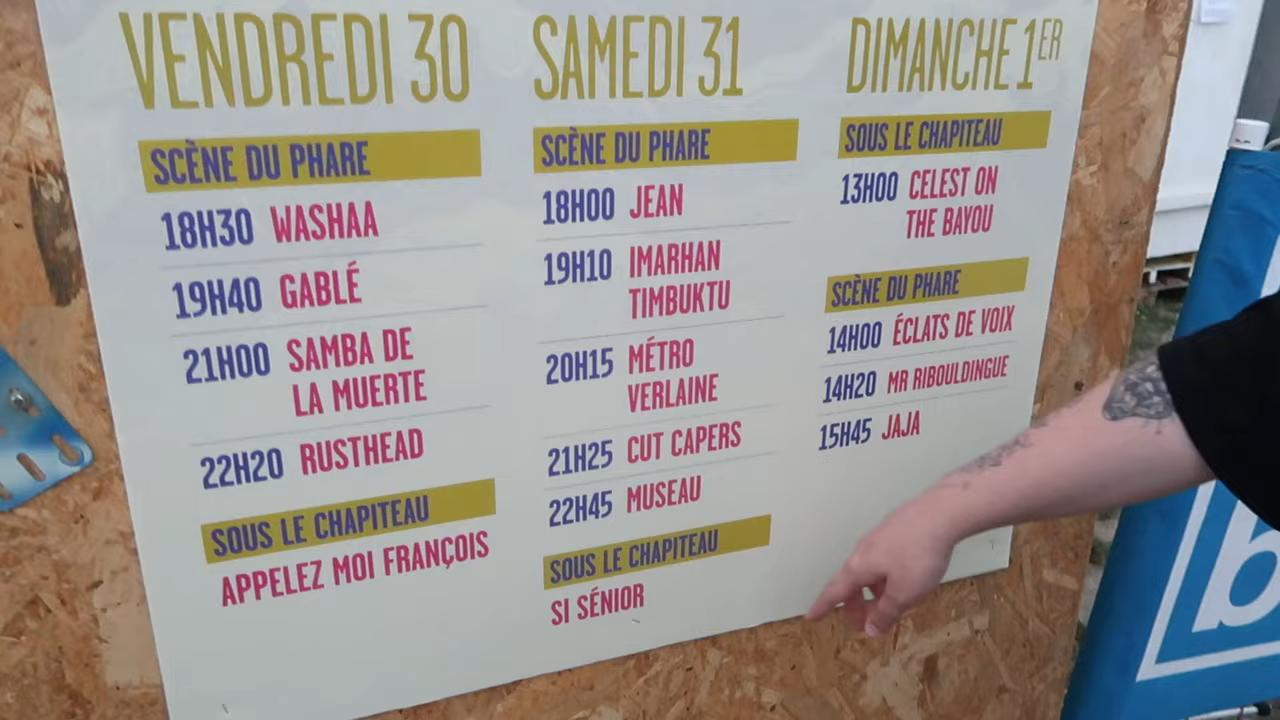 VENDREDI 30
SCÈNE DU PHARE
18H30 WASHAA
19H40 GABLÉ
21H00 SAMBA DE
LA MUERTE
22H20 RUSTHEAD
SOUS LE CHAPITEAU
APPELEZ MOI FRANÇOIS
SAMEDI 31
SCÈNE DU PHARE
18H00 JEAN
19H10 IMARHAN
TIMBUKTU
20H15 MÉTRO
VERLAINE
21H25 CUT CAPERS
22H45 MUSEAU
SOUS LE CHAPITEAU
SI SÉNIOR
DIMANCHE 1ER
SOUS LE CHAPITEAU
13H00 CELEST ON
THE BAYOU
SCÈNE DU PHARE
14H00 ÉCLATS DE VOIX
14H20 MR RIBOULDINGUE
15H45 JAJA
b